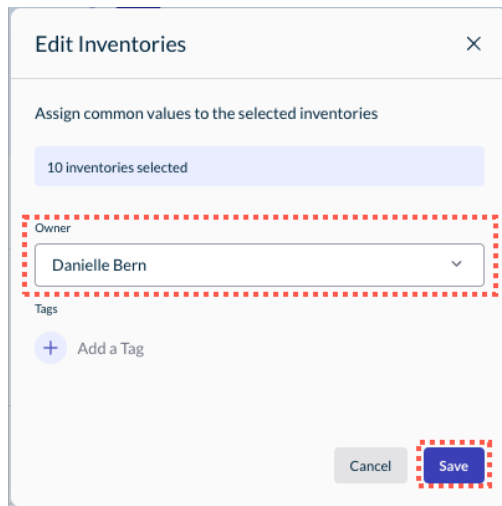 Edit Inventories
Assign common values to the selected inventories
10 inventories selected
Owner
Danielle Bern
Tags
Add a Tag
Cancel Save